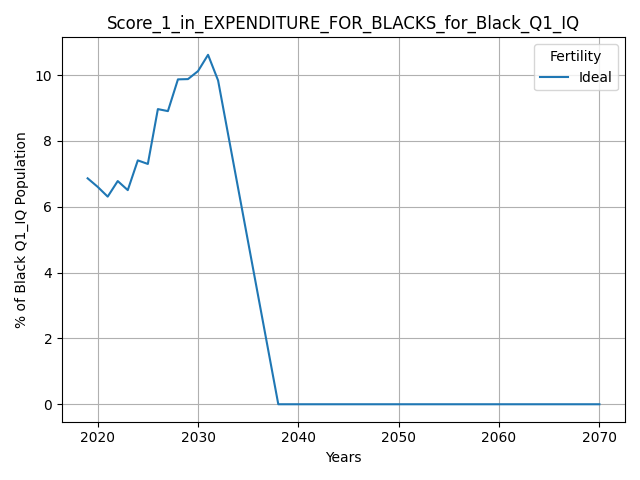 Score_1_in_EXPENDITURE_FOR_BLACKS_for_Black_Q1_IQ
Fertility
Ideal
% of Black Q1_IQ Population
10
8
6
4
2
0
2020 2030 2040 2050 2060 2070
Years